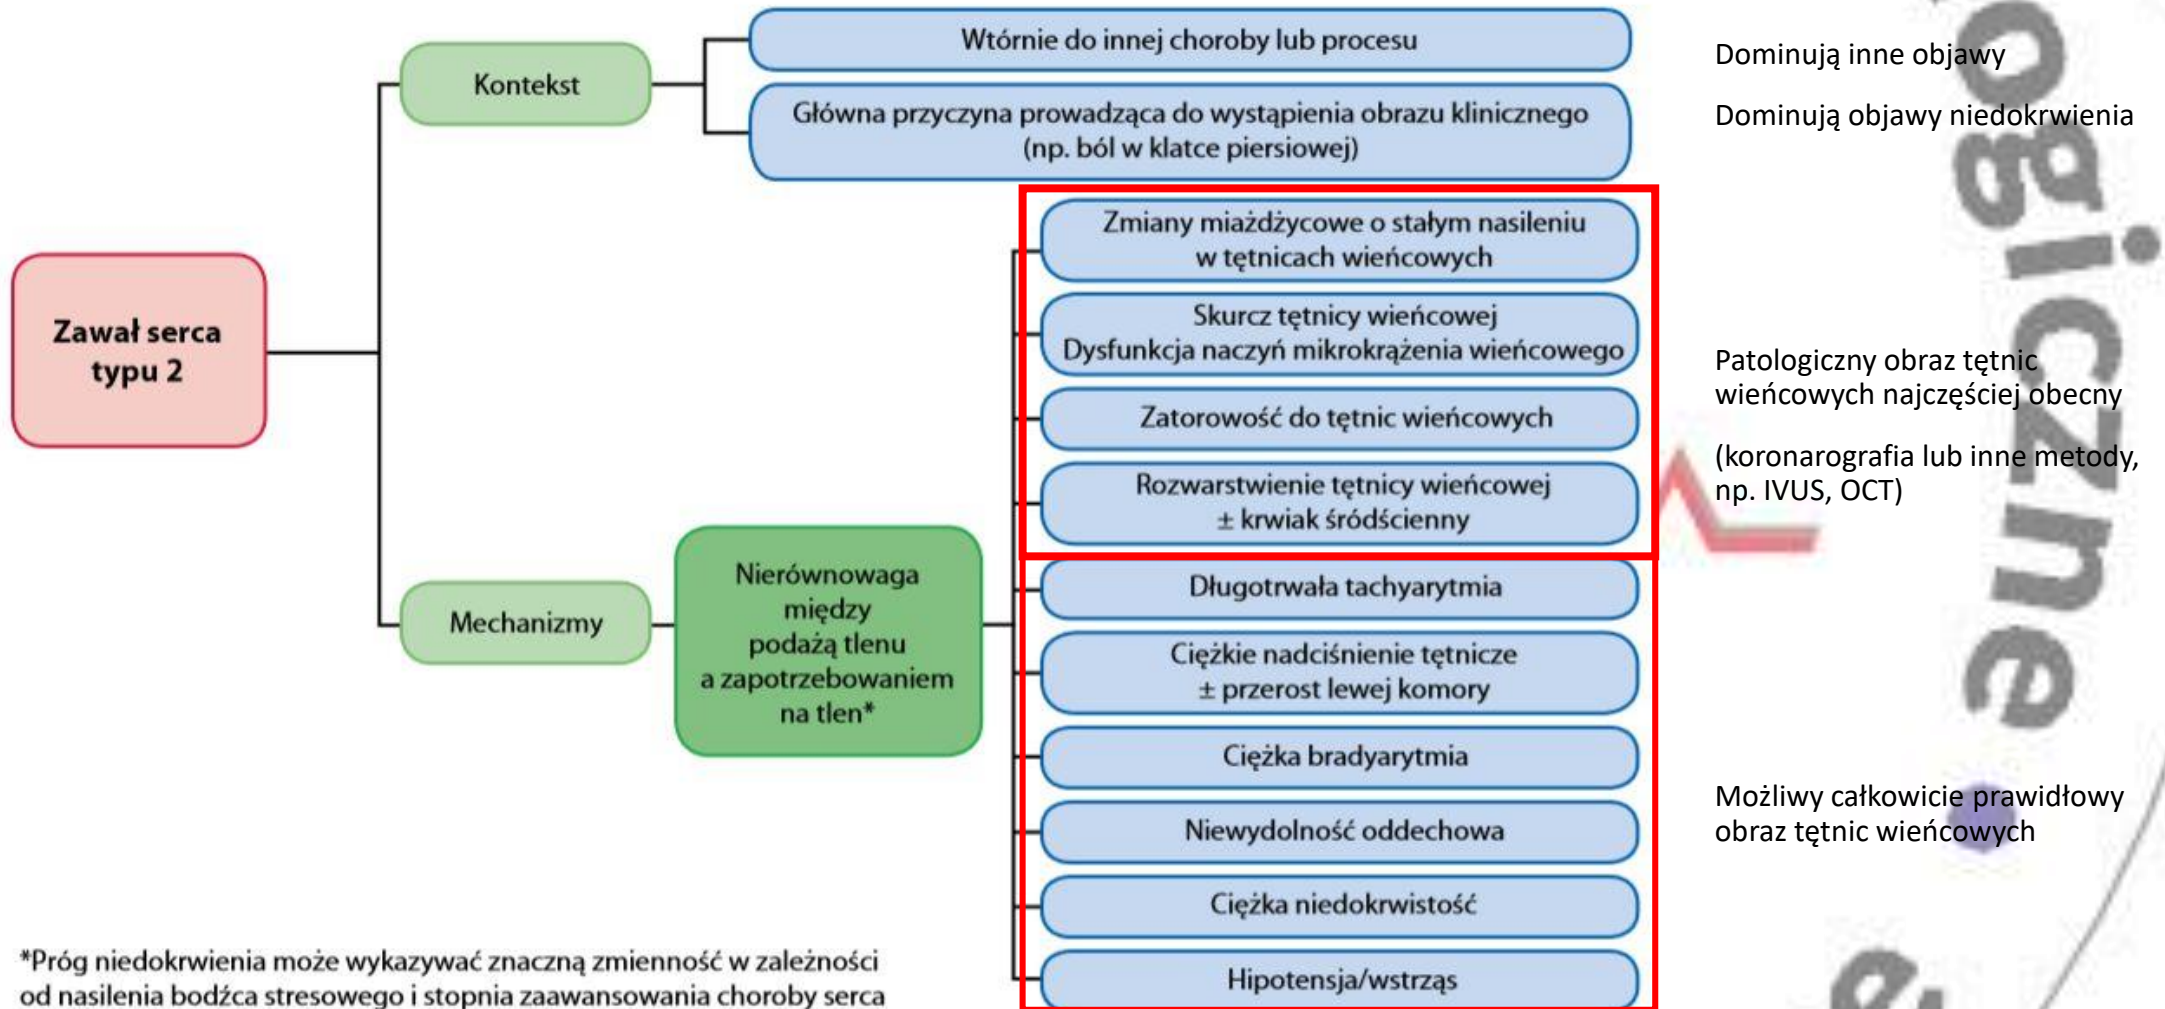 Kontekst
Wtórnie do innej choroby lub procesu
Główna przyczyna prowadząca do wystąpienia obrazu klinicznego
(np. ból w klatce piersiowej)
Dominują inne objawy
Dominują objawy niedokrwienia
Zawał serca
typu 2
Mechanizmy
Nierównowaga
między
podażą tlenu
a zapotrzebowaniem
na tlen*
Zmiany miażdżycowe o stałym nasileniu
w tętnicach wieńcowych
Skurcz tętnicy wieńcowej
Dysfunkcja naczyń mikrokrążenia wieńcowego
Zatorowość do tętnic wieńcowych
Rozwarstwienie tętnicy wieńcowej
± krwiak śródścienny
Patologiczny obraz tętnic
wieńcowych najczęściej obecny
(koronarografia lub inne metody,
np. IVUS, OCT)
Długotrwała tachyarytmia
Ciężkie nadciśnienie tętnicze
± przerost lewej komory
Ciężka bradyarytmia
Niewydolność oddechowa
Ciężka niedokrwistość
Hipotensja/wstrząs
Możliwy całkowicie prawidłowy
obraz tętnic wieńcowych
*Próg niedokrwienia może wykazywać znaczną zmienność w zależności
od nasilenia bodźca stresowego i stopnia zaawansowania choroby serca
ogiczne